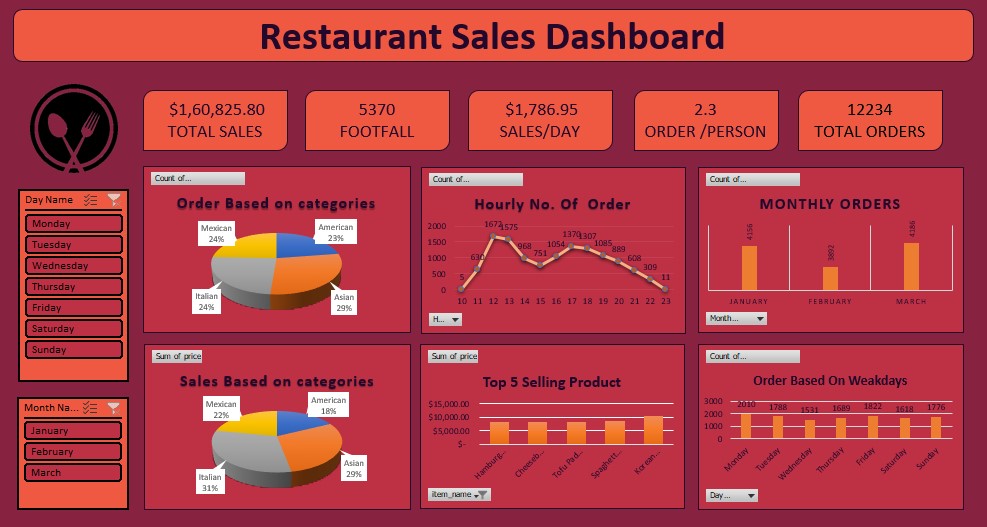 Restaurant Sales Dashboard
$1,60,825.80
TOTAL SALES
5370
FOOTFALL
$1,786.95
SALES/DAY
2.3
ORDER /PERSON
12234
TOTAL ORDERS
Day Name
Monday
Tuesday
Wednesday
Thursday
Friday
Saturday
Sunday
Month Na...
January
February
March
Count of...
Order Based on categories
Mexican
24%
American
23%
Italian
24%
Asian
29%
Count of...
Hourly No. Of Order
2000
1500
1000
500
0
5
630
1672
1575
968
751
1054
1370
1307
1085
889
608
309
11
10 11 12 13 14 15 16 17 18 19 20 21 22 23
H...
Count of...
MONTHLY ORDERS
4156
3892
4186
JANUARY
FEBRUARY
MARCH
Month...
Sum of price
Sales Based on categories
Mexican
22%
American
18%
Italian
31%
Asian
29%
Sum of price
Top 5 Selling Product
$15,000.00
$10,000.00
$5,000.00
$-
Hamburg...
Cheeseb...
Tofu Pad...
Spaghett...
Korean...
item_name
Count of...
Order Based On Weakdays
3000
2000
1000
0
2010
1788
1531
1689
1822
1618
1776
Monday
Tuesday
Wednesday
Thursday
Friday
Saturday
Sunday
Day...